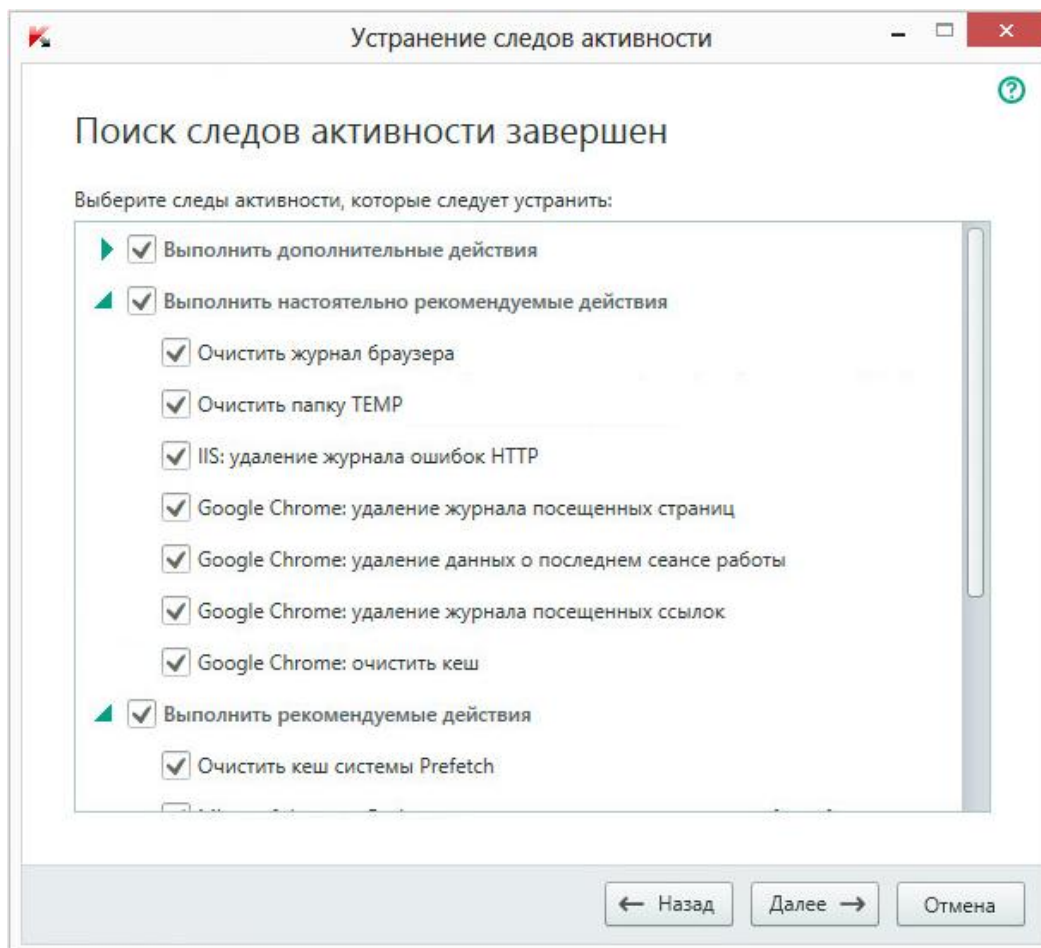 Устранение следов активности
Поиск следов активности завершен
Выберите следы активности, которые следует устранить:
Выполнить дополнительные действия
Выполнить настоятельно рекомендуемые действия
Очистить журнал браузера
Очистить папку TEMP
IIS: удаление журнала ошибок HTTP
Google Chrome: удаление журнала посещенных страниц
Google Chrome: удаление данных о последнем сеансе работы
Google Chrome: удаление журнала посещенных ссылок
Google Chrome: очистить кеш
Выполнить рекомендуемые действия
Очистить кеш системы Prefetch
Назад
Далее
Отмена